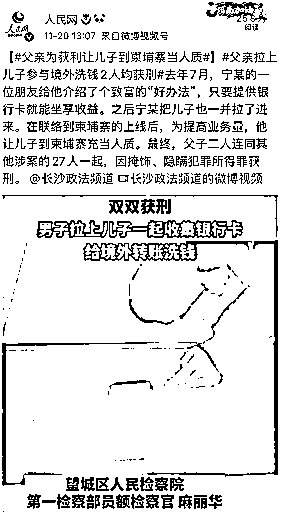 人民网
11-20 13:07 来自微博视频号
阅读
【#父亲为获利让儿子到柬埔寨当人质#】#父亲拉上
儿子参与境外洗钱2人均获刑#去年7月，宁某的一
位朋友给他介绍了个致富的“好办法”，只要提供银
行卡就能坐享收益。之后宁某把儿子也一并拉了进
来。在联络到柬埔寨的上线后，为提高业务量，他
让儿子到柬埔寨充当人质。最终，父子二人连同其
他涉案的27人一起，因掩饰、隐瞒犯罪所得罪获
刑。 @长沙政法频道 长沙政法频道的微博视频
双双获刑
男子拉上儿子一起收集银行卡
给境外转账洗钱
望城区人民检察院
第一检察部员额检察官 麻丽华